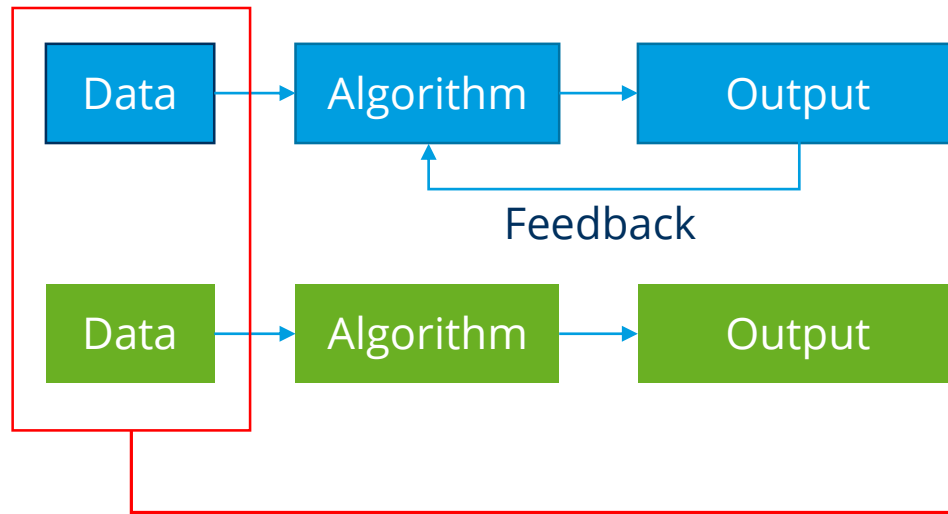 Data
Algorithm
Output
Feedback
Data
Algorithm
Output